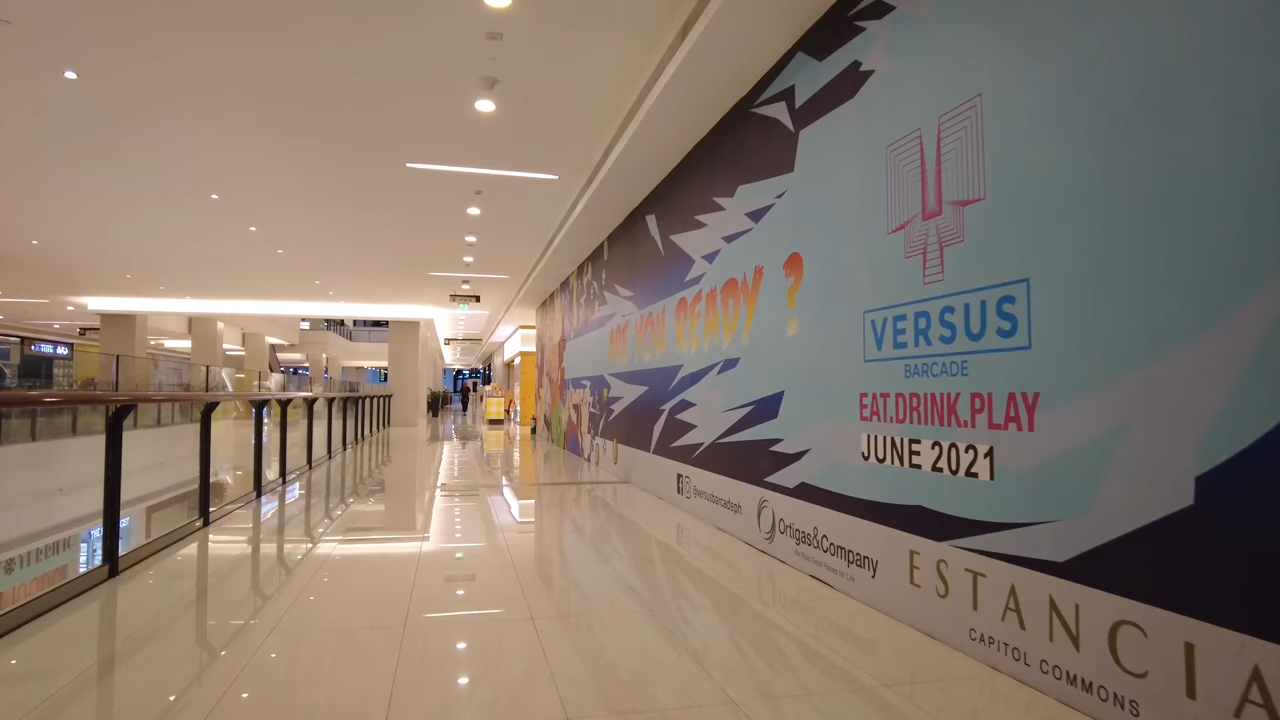 ARE YOU READY ?
VERSUS
BARCADE
EAT.DRINK.PLAY
JUNE 2021
@versusbarcadeph
Ortigas&Company
ESTANCIA
CAPITOL COMMONS